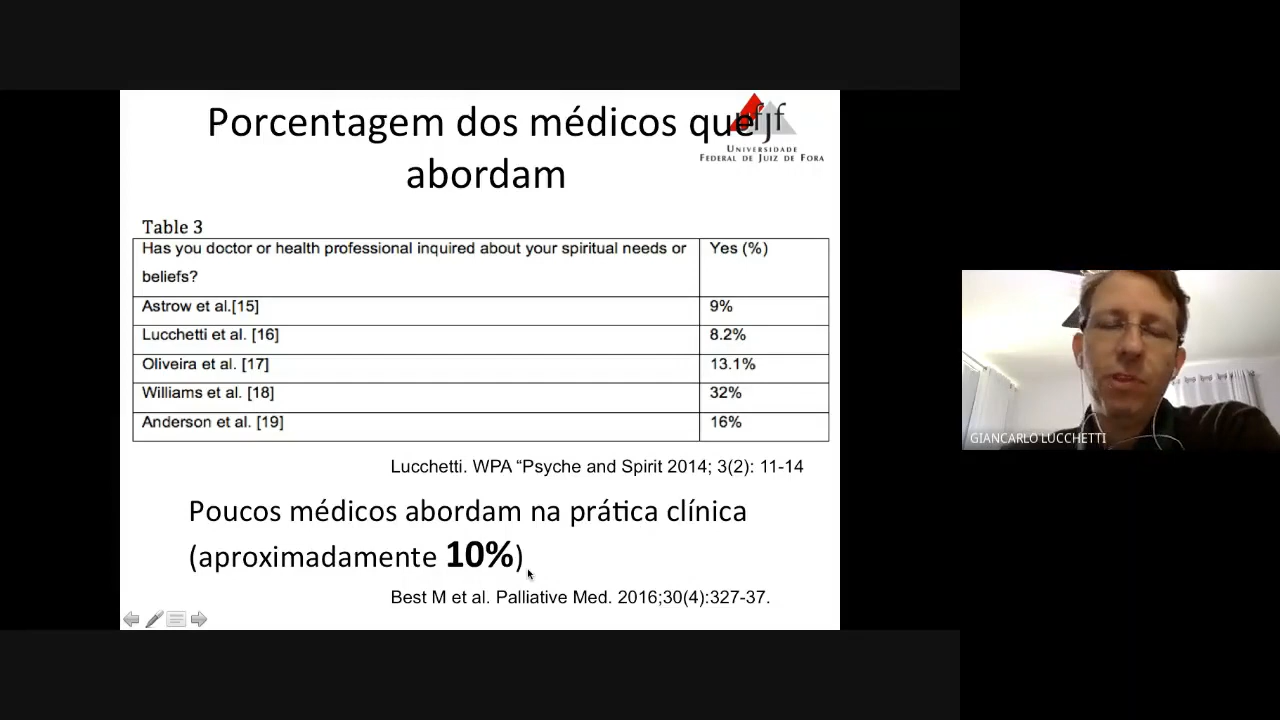 Porcentagem dos médicos que
abordam
ufjf
UNIVERSIDADE
FEDERAL DE JUIZ DE FORA
Table 3
Has you doctor or health professional inquired about your spiritual needs or
beliefs?
Yes (%)
Astrow et al.[15]
9%
Lucchetti et al. [16]
8.2%
Oliveira et al. [17]
13.1%
Williams et al. [18]
32%
Anderson et al. [19]
16%
Lucchetti. WPA “Psyche and Spirit 2014; 3(2): 11-14
Poucos médicos abordam na prática clínica
(aproximadamente 10%)
Best M et al. Palliative Med. 2016;30(4):327-37.
GIANCARLO LUCCHETTI